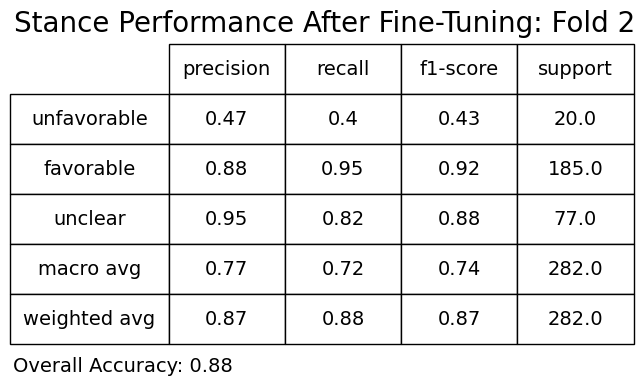 Stance Performance After Fine-Tuning: Fold 2
precision recall f1-score support
unfavorable 0.47 0.4 0.43 20.0
favorable 0.88 0.95 0.92 185.0
unclear 0.95 0.82 0.88 77.0
macro avg 0.77 0.72 0.74 282.0
weighted avg 0.87 0.88 0.87 282.0
Overall Accuracy: 0.88